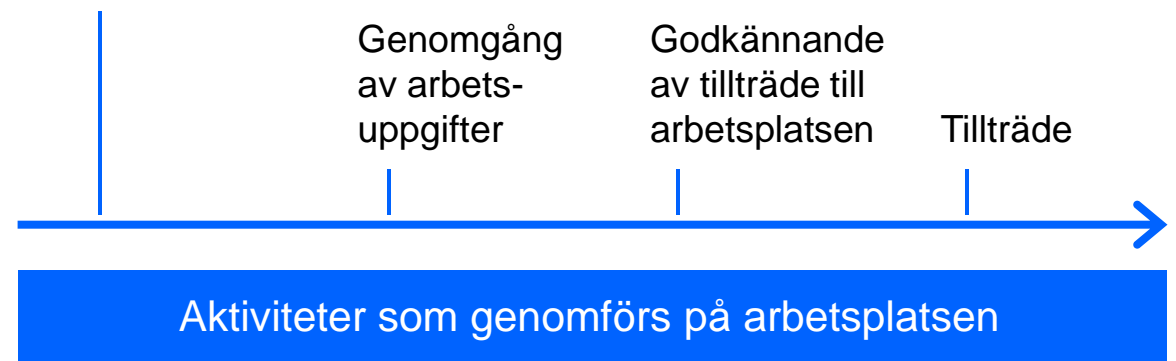 Genomgång
av arbets-
uppgifter
Godkännande
av tillträde till
arbetsplatsen
Tillträde
Aktiviteter som genomförs på arbetsplatsen